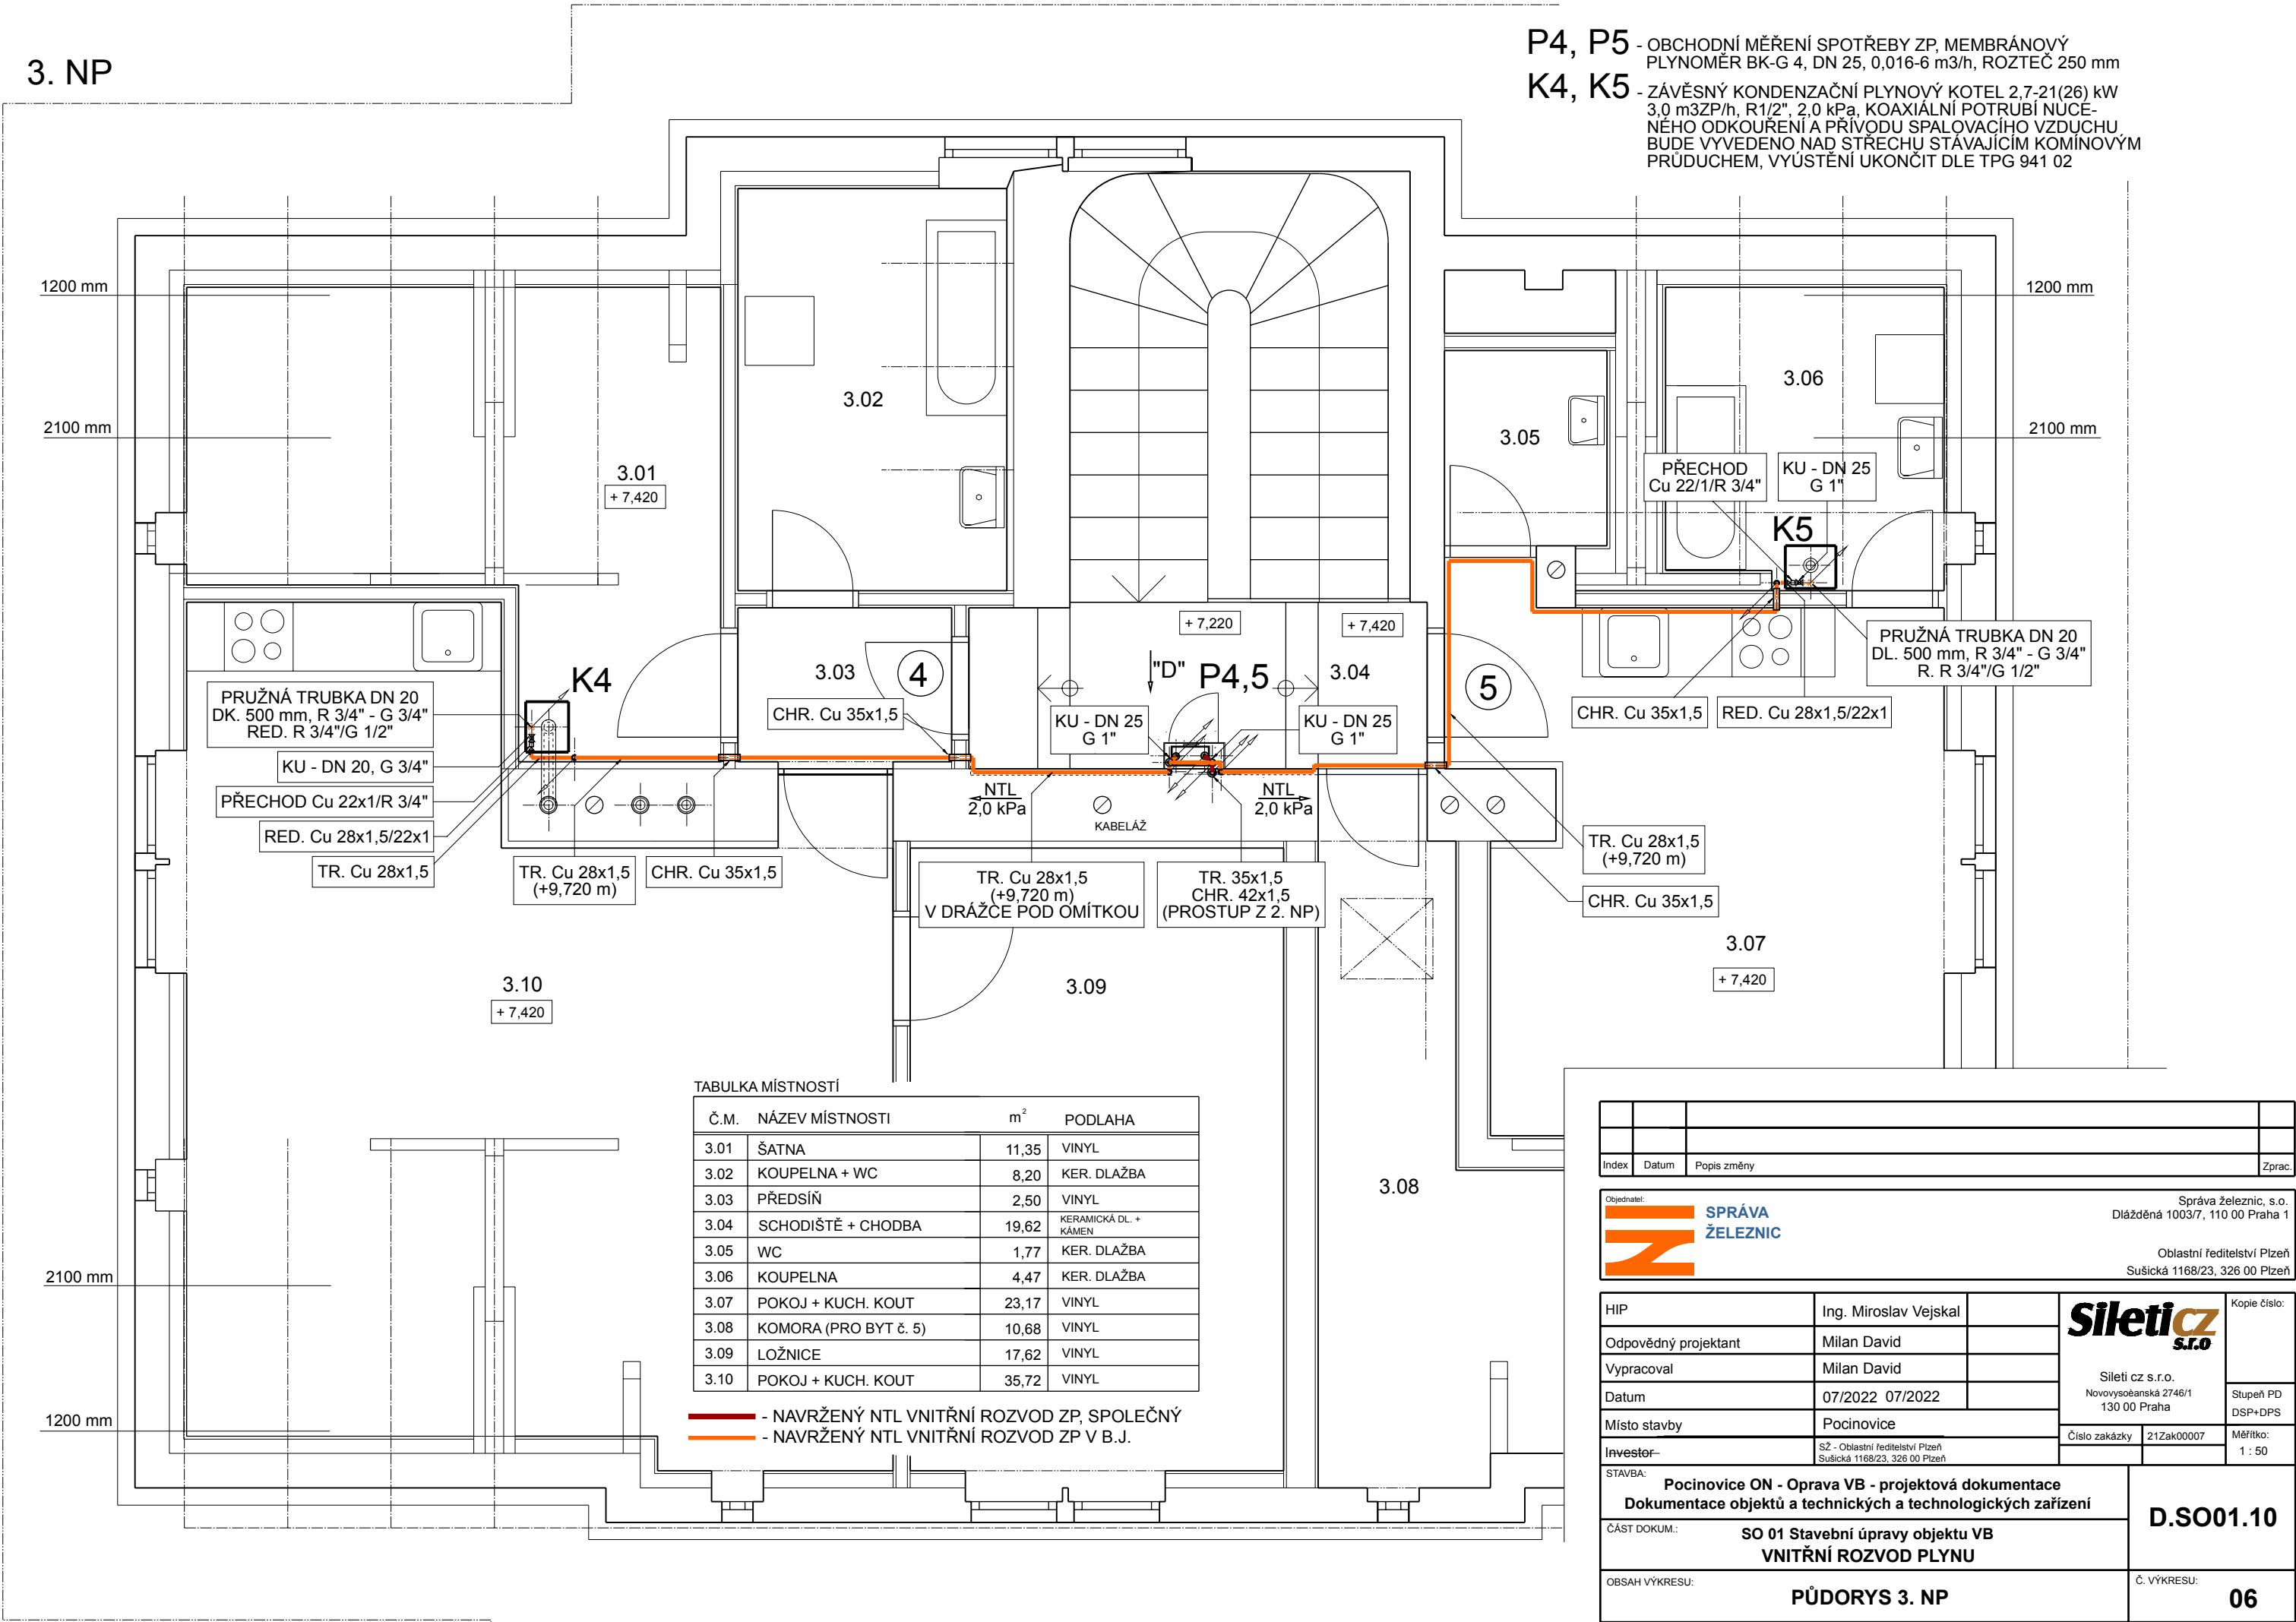 3. NP
P4, P5 - OBCHODNÍ MĚŘENÍ SPOTŘEBY ZP, MEMBRÁNOVÝ
PLYNOMĚR BK-G 4, DN 25, 0,016-6 m3/h, ROZTEČ 250 mm
K4, K5 - ZÁVĚSNÝ KONDENZAČNÍ PLYNOVÝ KOTEL 2,7-21(26) kW
3,0 m3ZP/h, R1/2", 2,0 kPa, KOAXIÁLNÍ POTRUBÍ NUCE-
NÉHO ODKOUŘENÍ A PŘÍVODU SPALOVACÍHO VZDUCHU
BUDE VYVEDENO NAD STŘECHU STÁVAJÍCÍM KOMÍNOVÝM
PRŮDUCHEM, VYÚSTĚNÍ UKONČIT DLE TPG 941 02
1200 mm
1200 mm
2100 mm
2100 mm
3.01
+ 7,420
3.02
3.05
3.06
PŘECHOD
Cu 22/1/R 3/4"
KU - DN 25
G 1"
K5
PRUŽNÁ TRUBKA DN 20
DL. 500 mm, R 3/4" - G 3/4"
R. R 3/4"/G 1/2"
CHR. Cu 35x1,5
RED. Cu 28x1,5/22x1
+ 7,220
+ 7,420
K4
3.03
4
"D"
P4,5
3.04
5
CHR. Cu 35x1,5
KU - DN 25
G 1"
KU - DN 25
G 1"
PRUŽNÁ TRUBKA DN 20
DK. 500 mm, R 3/4" - G 3/4"
RED. R 3/4"/G 1/2"
KU - DN 20, G 3/4"
PŘECHOD Cu 22x1/R 3/4"
RED. Cu 28x1,5/22x1
TR. Cu 28x1,5
TR. Cu 28x1,5
(+9,720 m)
CHR. Cu 35x1,5
NTL
2,0 kPa
KABELÁŽ
NTL
2,0 kPa
TR. Cu 28x1,5
(+9,720 m)
V DRÁŽCE POD OMÍTKOU
TR. 35x1,5
CHR. 42x1,5
(PROSTUP Z 2. NP)
TR. Cu 28x1,5
(+9,720 m)
CHR. Cu 35x1,5
3.07
+ 7,420
3.10
+ 7,420
3.09
3.08
2100 mm
1200 mm
TABULKA MÍSTNOSTÍ
Č.M. NÁZEV MÍSTNOSTI m² PODLAHA
3.01 ŠATNA 11,35 VINYL
3.02 KOUPELNA + WC 8,20 KER. DLAŽBA
3.03 PŘEDSÍŇ 2,50 VINYL
3.04 SCHODIŠTĚ + CHODBA 19,62 KERAMICKÁ DL. +
KÁMEN
3.05 WC 1,77 KER. DLAŽBA
3.06 KOUPELNA 4,47 KER. DLAŽBA
3.07 POKOJ + KUCH. KOUT 23,17 VINYL
3.08 KOMORA (PRO BYT č. 5) 10,68 VINYL
3.09 LOŽNICE 17,62 VINYL
3.10 POKOJ + KUCH. KOUT 35,72 VINYL
- NAVRŽENÝ NTL VNITŘNÍ ROZVOD ZP, SPOLEČNÝ
- NAVRŽENÝ NTL VNITŘNÍ ROZVOD ZP V B.J.
Index Datum Popis změny Zprac.
Objednatel:
SPRÁVA
ŽELEZNIC
Správa železnic, s.o.
Dlážděná 1003/7, 110 00 Praha 1
Oblastní ředitelství Plzeň
Sušická 1168/23, 326 00 Plzeň
HIP Ing. Miroslav Vejskal
Odpovědný projektant Milan David
Vypracoval Milan David
Datum 07/2022 07/2022
Místo stavby Pocinovice
Investor SŽ - Oblastní ředitelství Plzeň
Sušická 1168/23, 326 00 Plzeň
Sileti cz
s.r.o
Sileti cz s.r.o.
Novovysoèanská 2746/1
130 00 Praha
Kopie číslo:
Stupeň PD
DSP+DPS
Číslo zakázky 21Zak00007
Měřítko:
1 : 50
STAVBA:
Pocinovice ON - Oprava VB - projektová dokumentace
Dokumentace objektů a technických a technologických zařízení
D.SO01.10
ČÁST DOKUM.:
SO 01 Stavební úpravy objektu VB
VNITŘNÍ ROZVOD PLYNU
OBSAH VÝKRESU:
PŮDORYS 3. NP
Č. VÝKRESU:
06